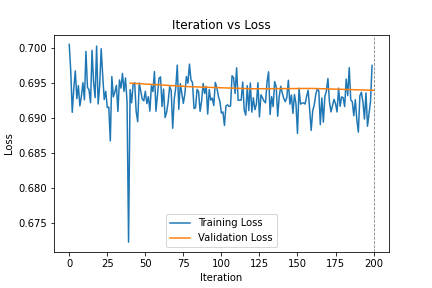 Iteration vs Loss
0.700
0.695
0.690
0.685
0.680
0.675
Loss
Training Loss
Validation Loss
0 25 50 75 100 125 150 175 200
Iteration